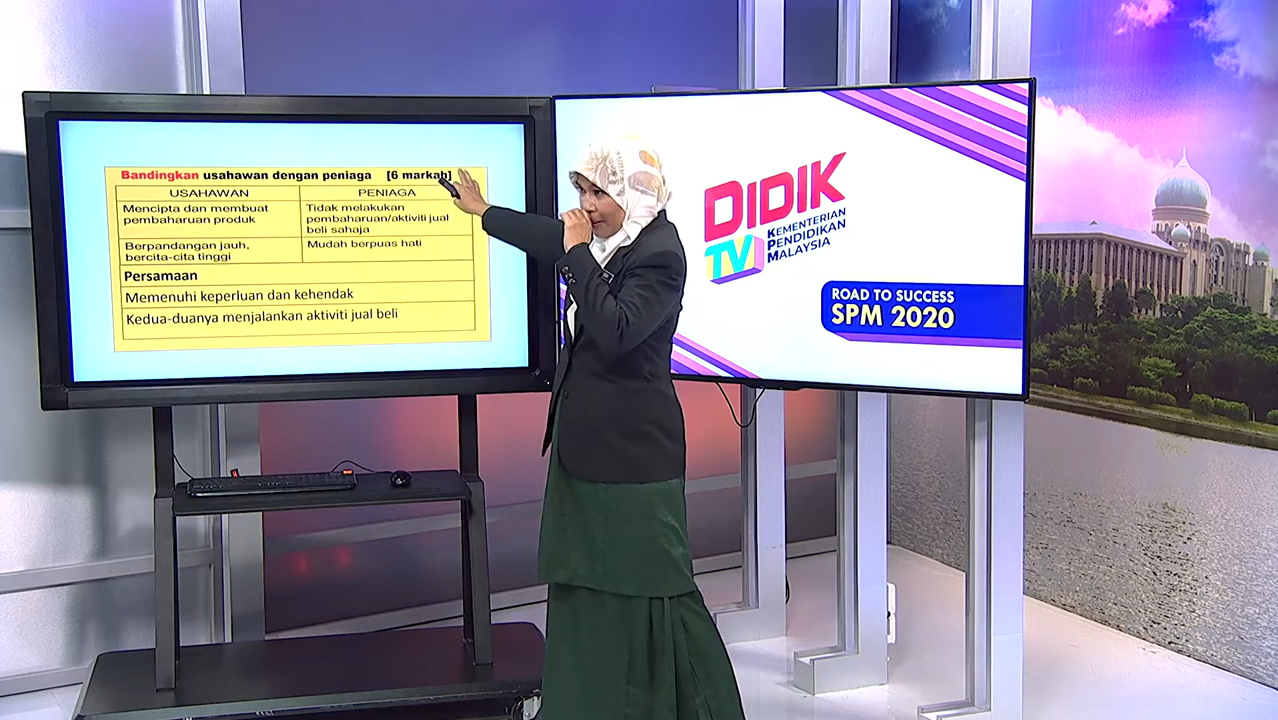 Bandingkan usahawan dengan peniaga [6 markah]
USAHAWAN
PENIAGA
Mencipta dan membuat
pembaharuan produk
Tidak melakukan
pembaharuan/aktiviti jual
beli sahaja
Berpandangan jauh,
bercita-cita tinggi
Mudah berpuas hati
Persamaan
Memenuhi keperluan dan kehendak
Kedua-duanya menjalankan aktiviti jual beli
DIDIK
TV
KEMENTERIAN
PENDIDIKAN
MALAYSIA
ROAD TO SUCCESS
SPM 2020